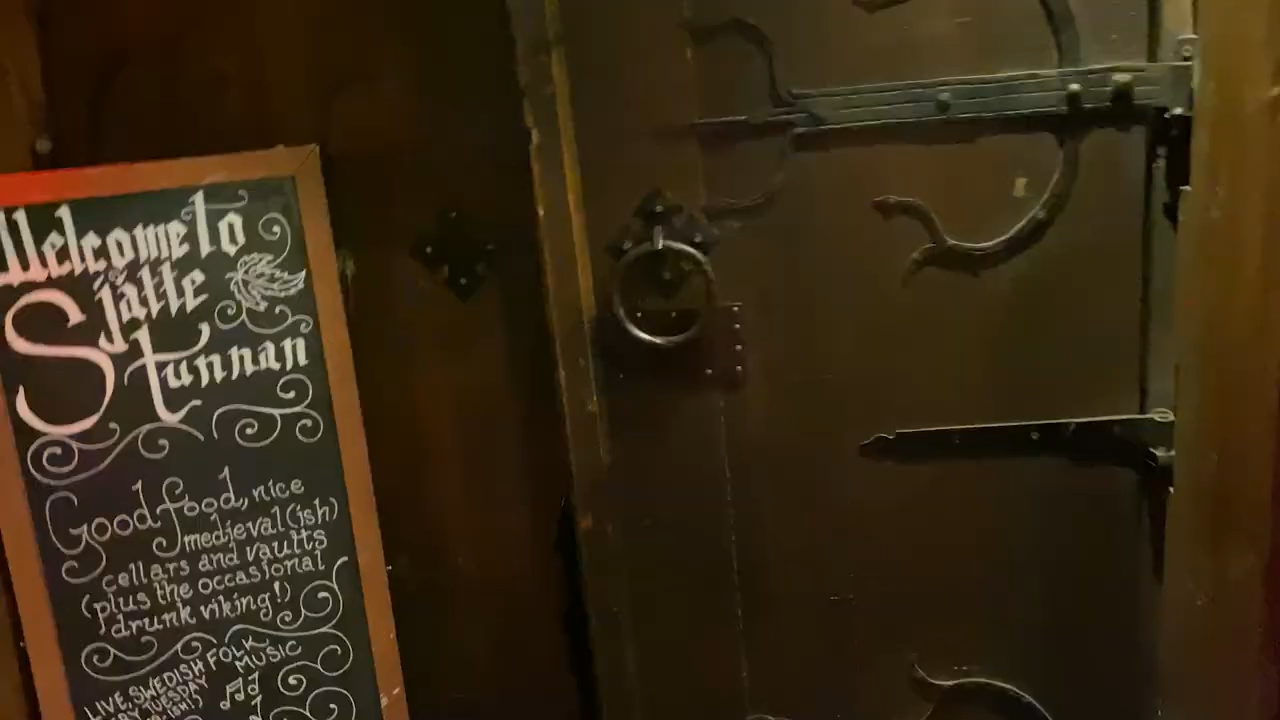 Welcome to
Sjätte
Tunnan
Good food, nice
medieval(ish)
cellars and vaults
(plus the occasional
drunk viking!)
LIVE, SWEDISH FOLK
MUSIC
TUESDAY